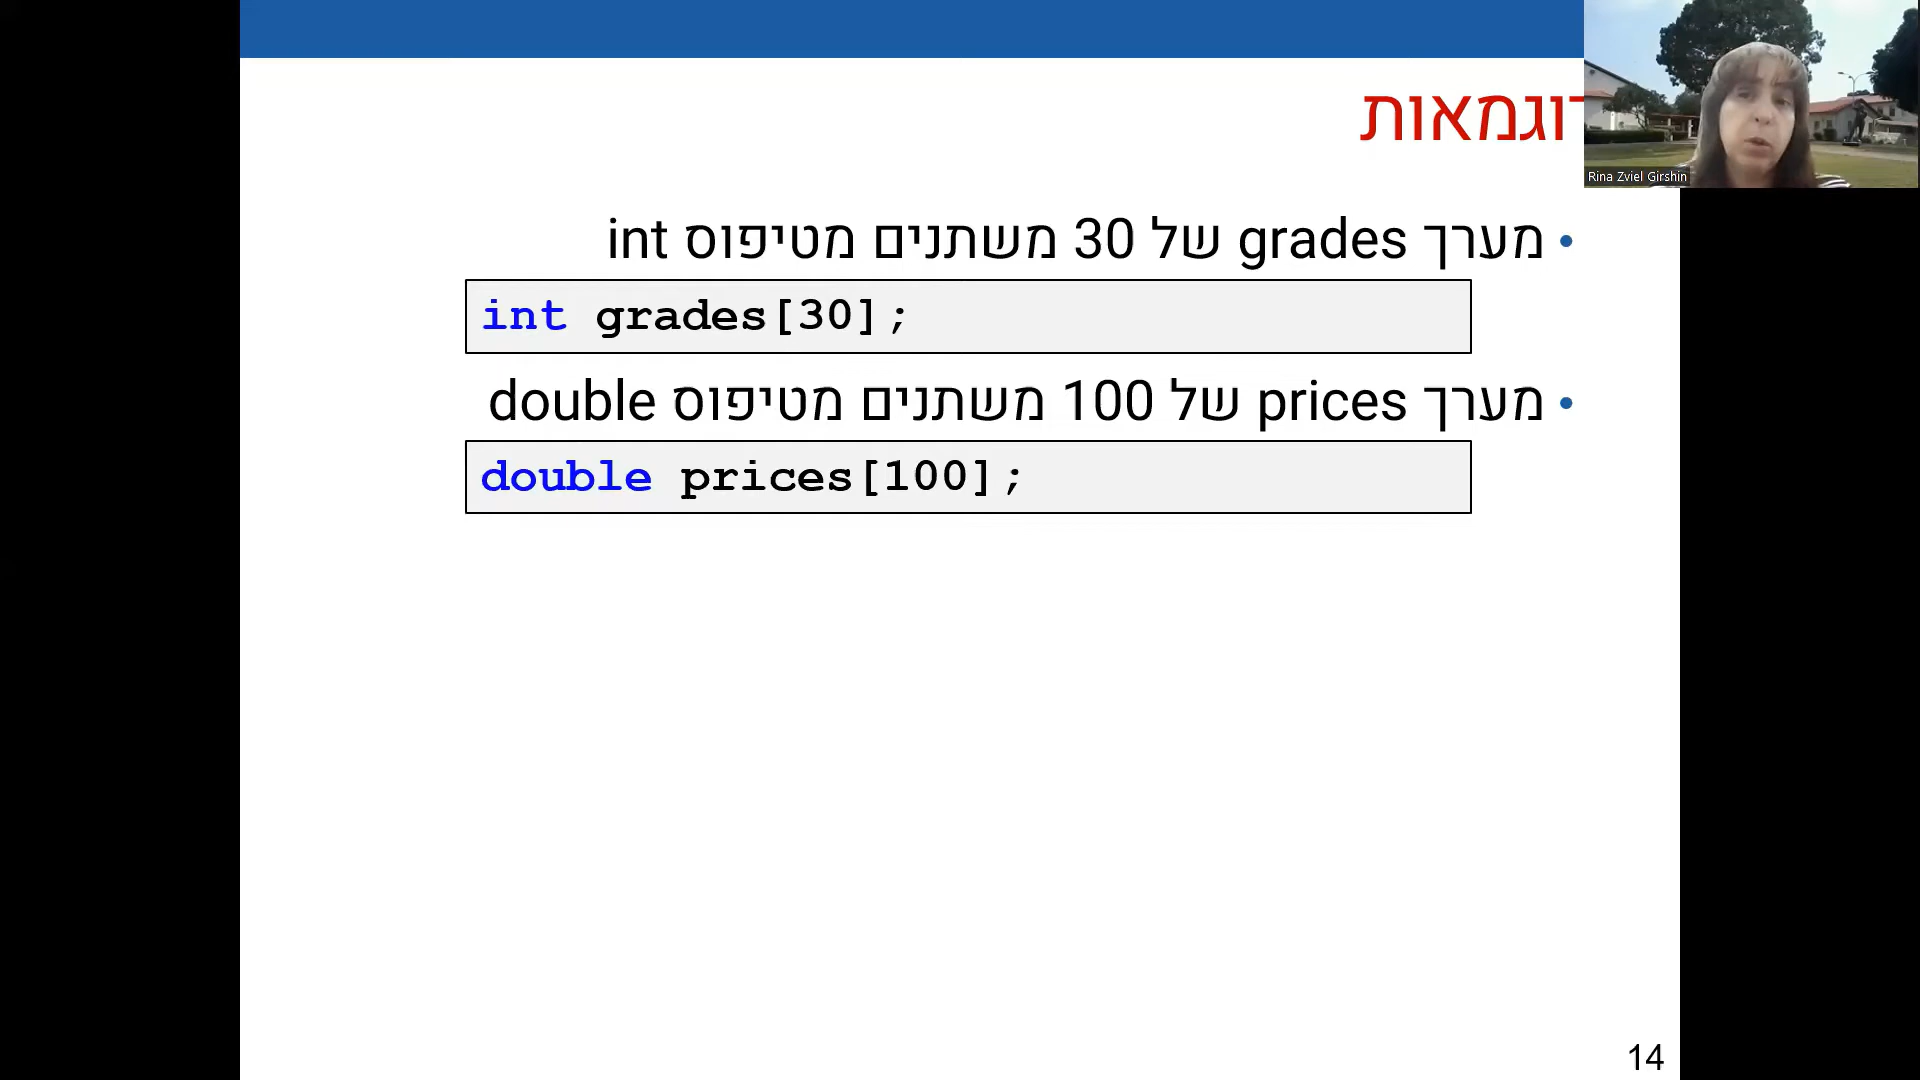 דוגמאות
Rina Zviel Girshin
• מערך grades של 30 משתנים מטיפוס int
int grades[30];
• מערך prices של 100 משתנים מטיפוס double
double prices[100];
14